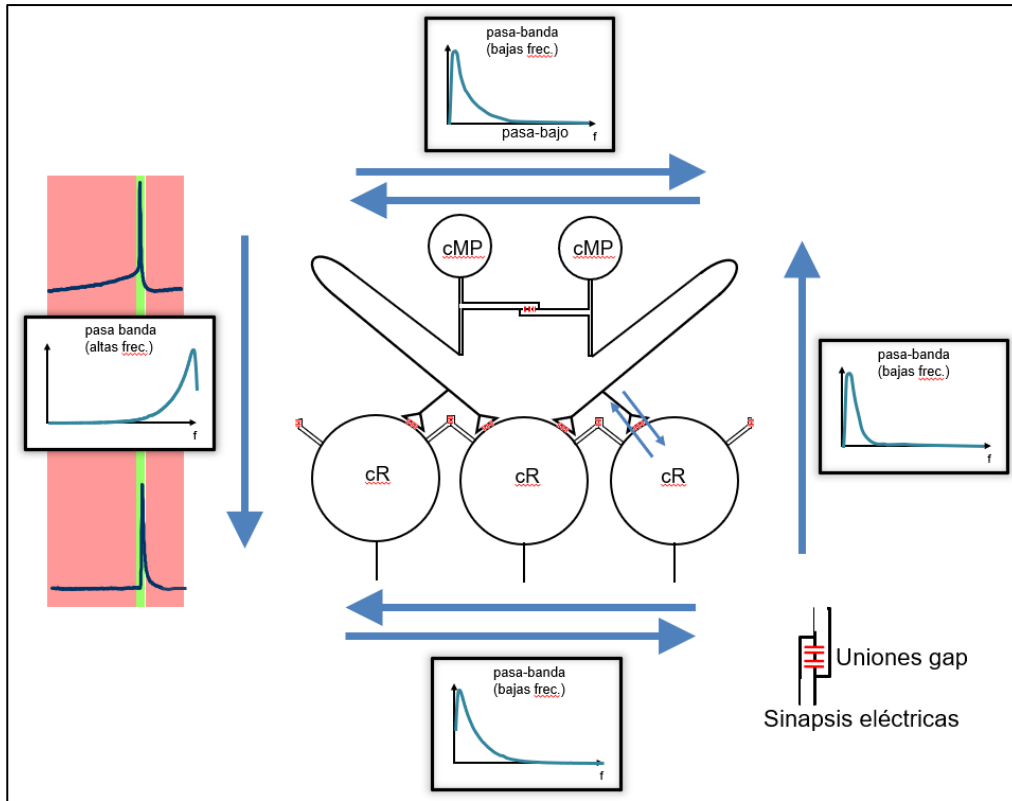 pasa-banda
(bajas frec.)
pasa-bajo
f
cMP
cMP
pasa banda
(altas frec.)
f
pasa-banda
(bajas frec.)
f
cR
cR
cR
pasa-banda
(bajas frec.)
f
Uniones gap
Sinapsis eléctricas